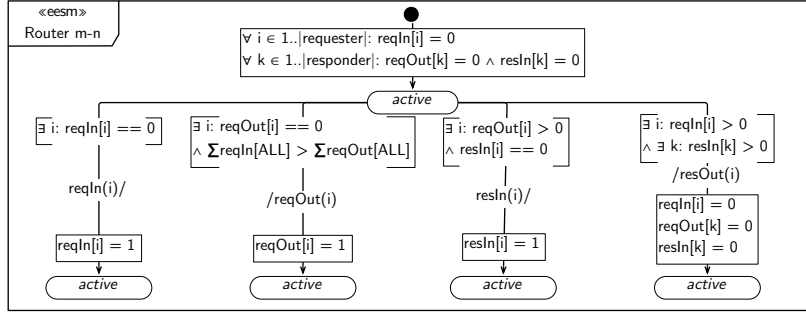 «eesm»
Router m-n
∀ i ∈ 1..|requester|: reqIn[i] = 0
∀ k ∈ 1..|responder|: reqOut[k] = 0 ∧ resIn[k] = 0
active
∃ i: reqIn[i] == 0
reqIn(i)/
reqIn[i] = 1
active
∃ i: reqOut[i] == 0
∧ ∑reqIn[ALL] > ∑reqOut[ALL]
/reqOut(i)
reqOut[i] = 1
active
∃ i: reqOut[i] > 0
∧ resIn[i] == 0
resIn(i)/
resIn[i] = 1
active
∃ i: reqIn[i] > 0
∧ ∃ k: resIn[k] > 0
/resOut(i)
reqIn[i] = 0
reqOut[k] = 0
resIn[k] = 0
active